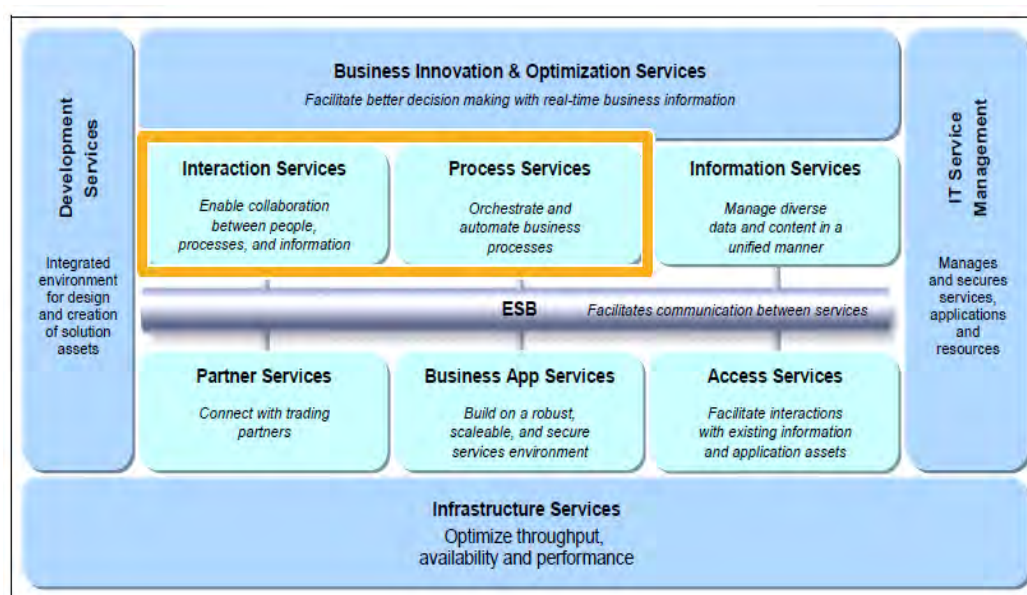 Business Innovation & Optimization Services
Facilitate better decision making with real-time business information
Development
Services
Integrated
environment
for design
and creation
of solution
assets
Interaction Services
Enable collaboration
between people,
processes, and information
Process Services
Orchestrate and
automate business
processes
Information Services
Manage diverse
data and content in a
unified manner
IT Service
Management
Manages
and secures
services,
applications
and
resources
ESB
Facilitates communication between services
Partner Services
Connect with trading
partners
Business App Services
Build on a robust,
scaleable, and secure
services environment
Access Services
Facilitate interactions
with existing information
and application assets
Infrastructure Services
Optimize throughput,
availability and performance